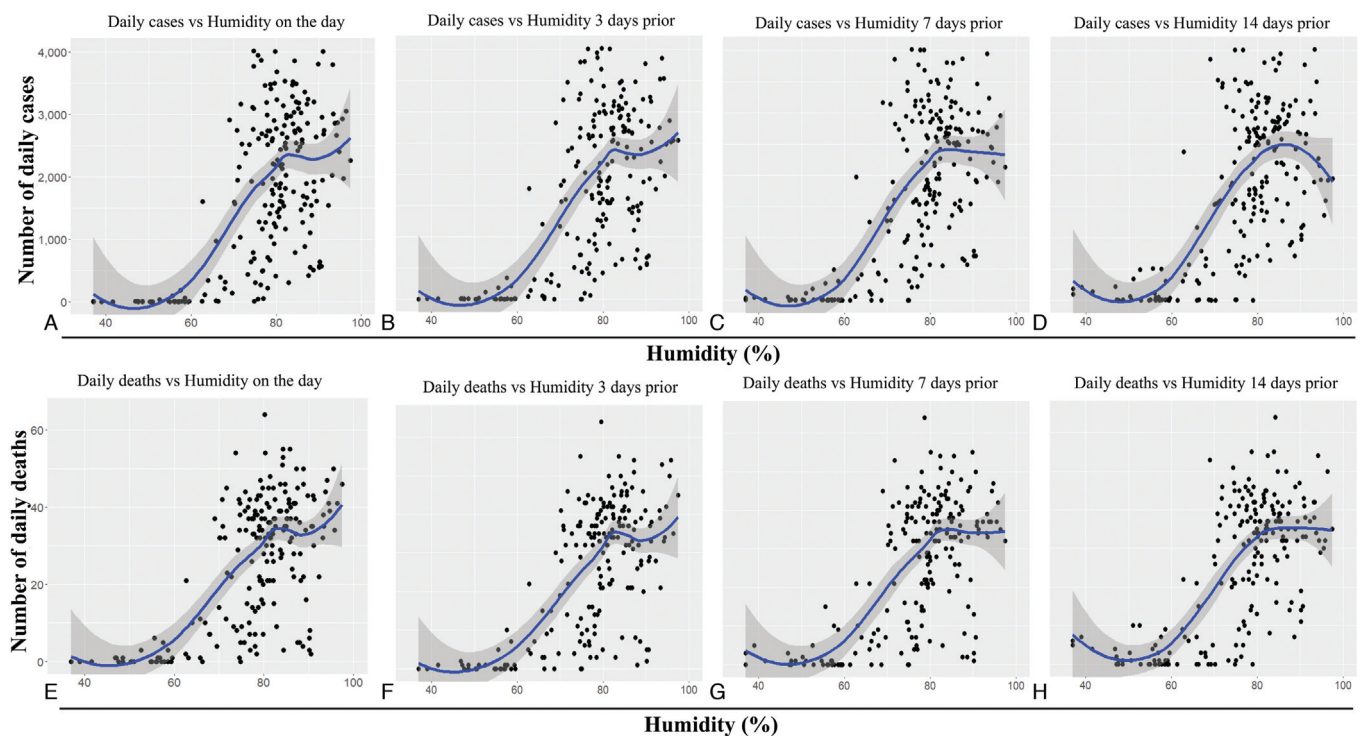 Daily cases vs Humidity on the day
Daily cases vs Humidity 3 days prior
Daily cases vs Humidity 7 days prior
Daily cases vs Humidity 14 days prior
Number of daily cases
4,000
3,000
2,000
1,000
0
A
40 60 80 100
B
40 60 80 100
C
40 60 80 100
D
40 60 80 100
Humidity (%)
Daily deaths vs Humidity on the day
Daily deaths vs Humidity 3 days prior
Daily deaths vs Humidity 7 days prior
Daily deaths vs Humidity 14 days prior
Number of daily deaths
60
40
20
0
E
40 60 80 100
F
40 60 80 100
G
40 60 80 100
H
40 60 80 100
Humidity (%)